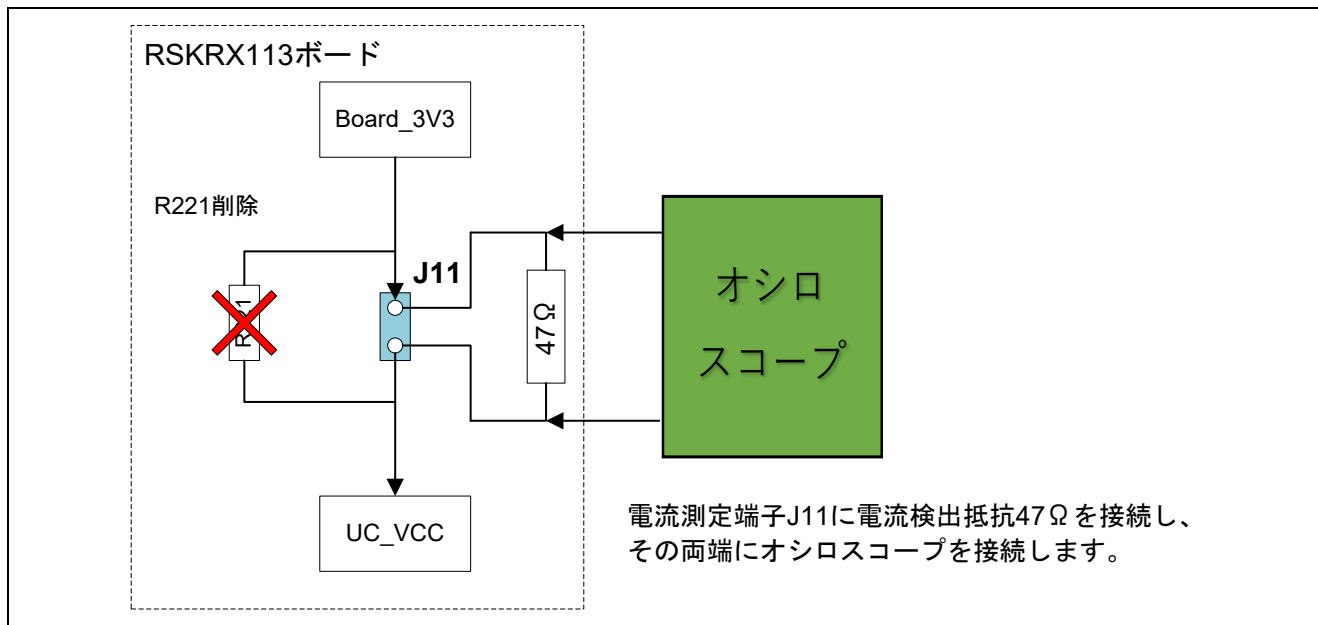 RSKRX113ボード
Board_3V3
R221削除
J11
47Ω
オシロ
スコープ
UC_VCC
電流測定端子J11に電流検出抵抗47Ωを接続し、
その両端にオシロスコープを接続します。